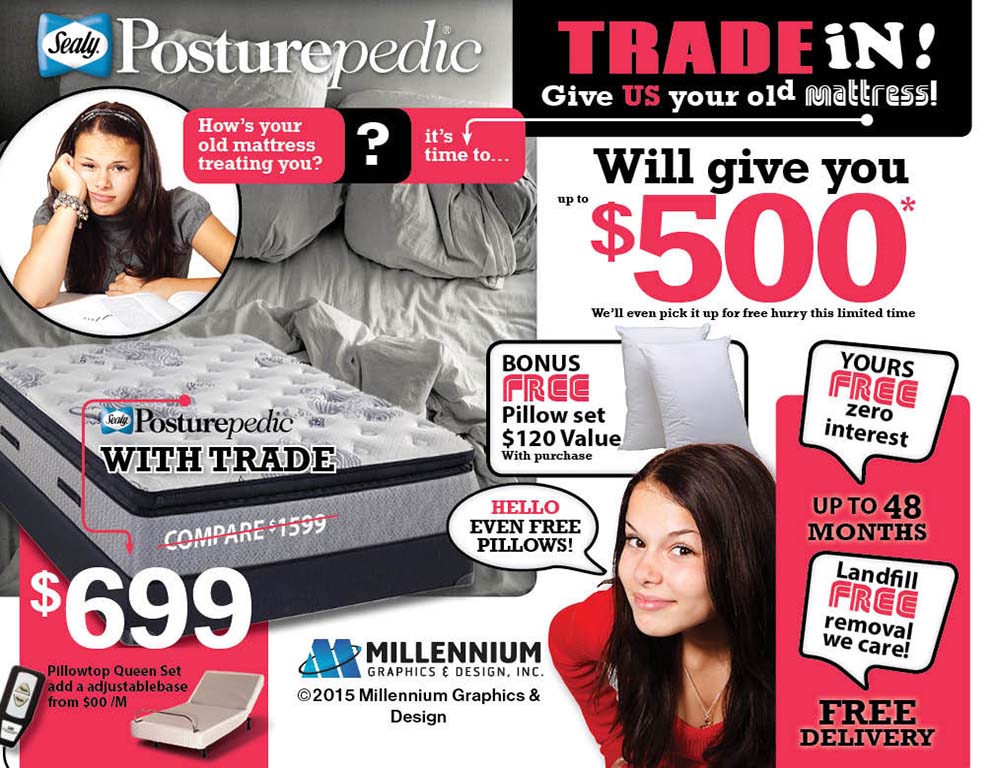 Sealy. Posturepedic®
TRADE iN!
Give US your old mattress!
How's your
old mattress
treating you?
?
it's
time to...
Will give you
up to
$500*
We'll even pick it up for free hurry this limited time
BONUS
FREE
Pillow set
$120 Value
With purchase
YOURS
FREE
zero
interest
UP TO 48
MONTHS
Landfill
FREE
removal
we care!
FREE
DELIVERY
Sealy Posturepedic
WITH TRADE
COMPARE $1599
$699
Pillowtop Queen Set
add a adjustablebase
from $00 /M
HELLO
EVEN FREE
PILLOWS!
MILLENNIUM
GRAPHICS & DESIGN, INC.
©2015 Millennium Graphics &
Design